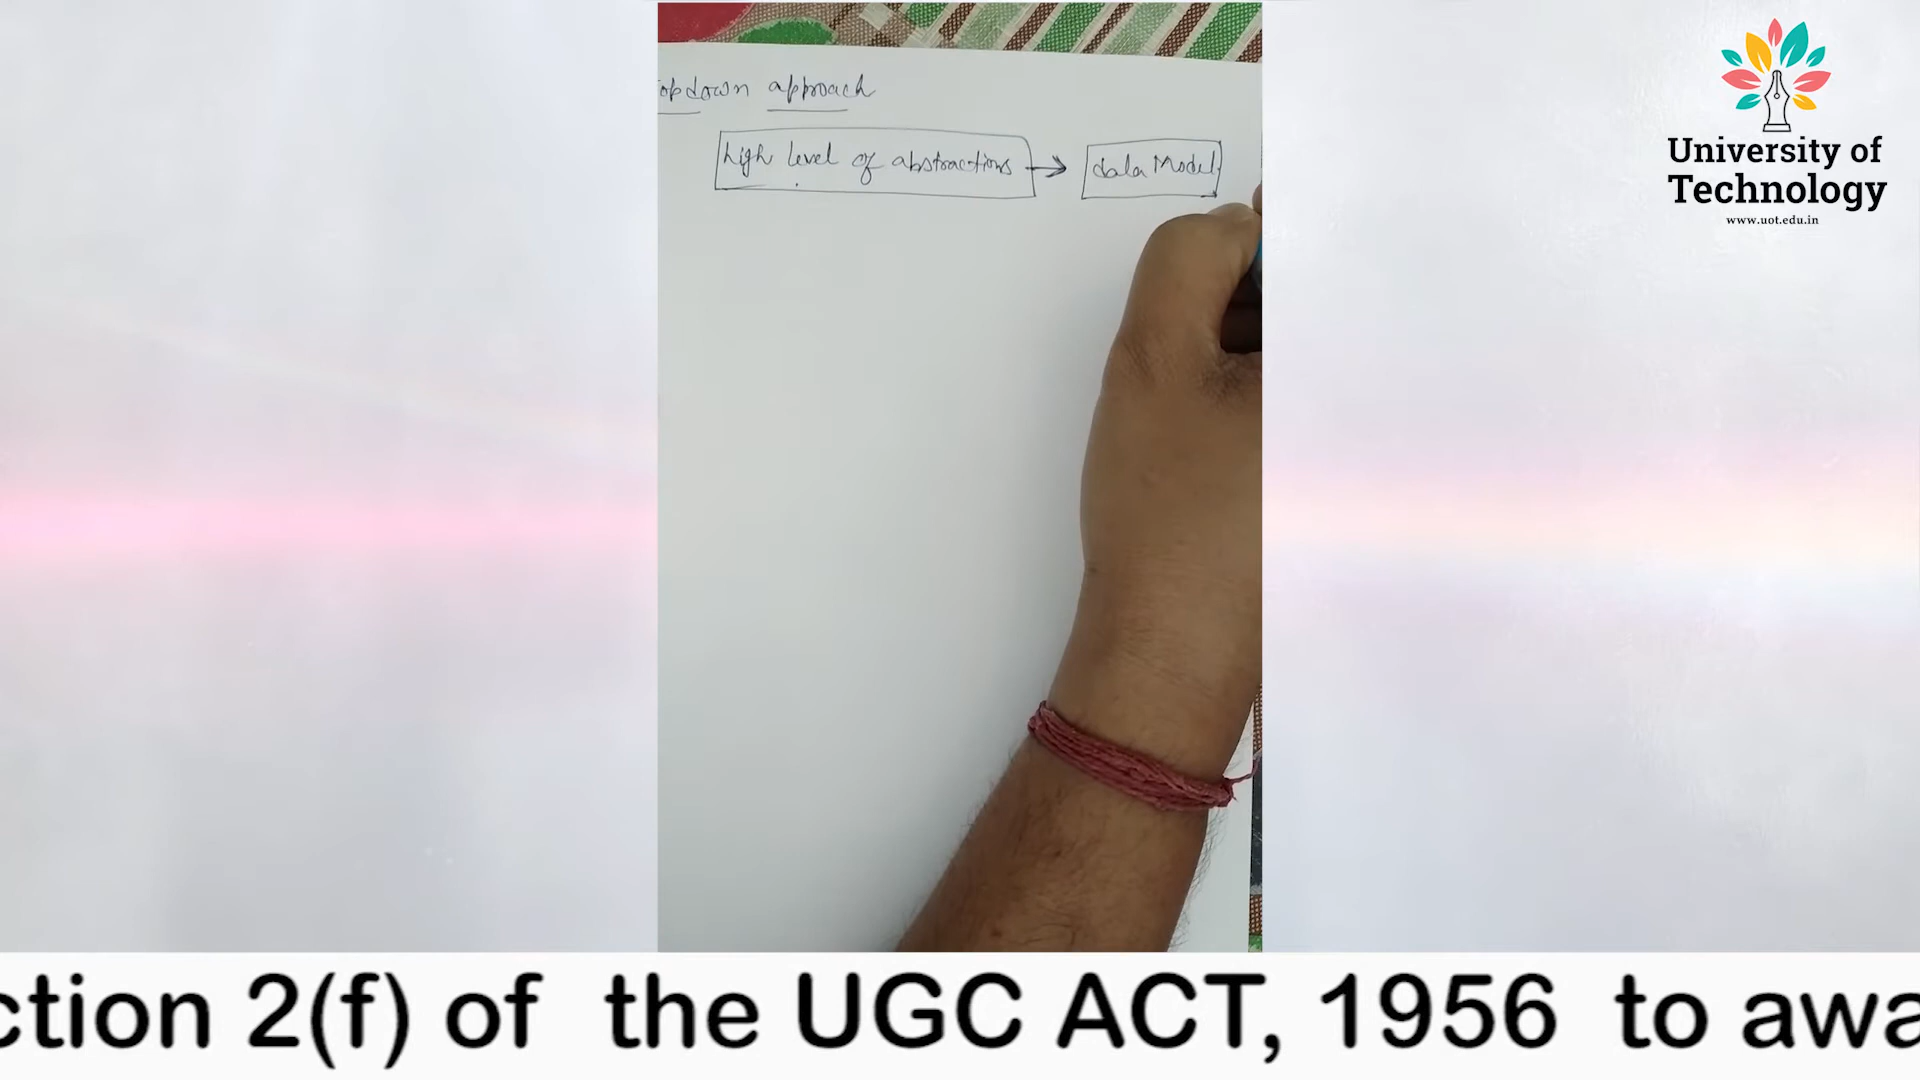 opdown approach
high level of abstractions → data Model
University of
Technology
www.uot.edu.in
ction 2(f) of the UGC ACT, 1956 to awa